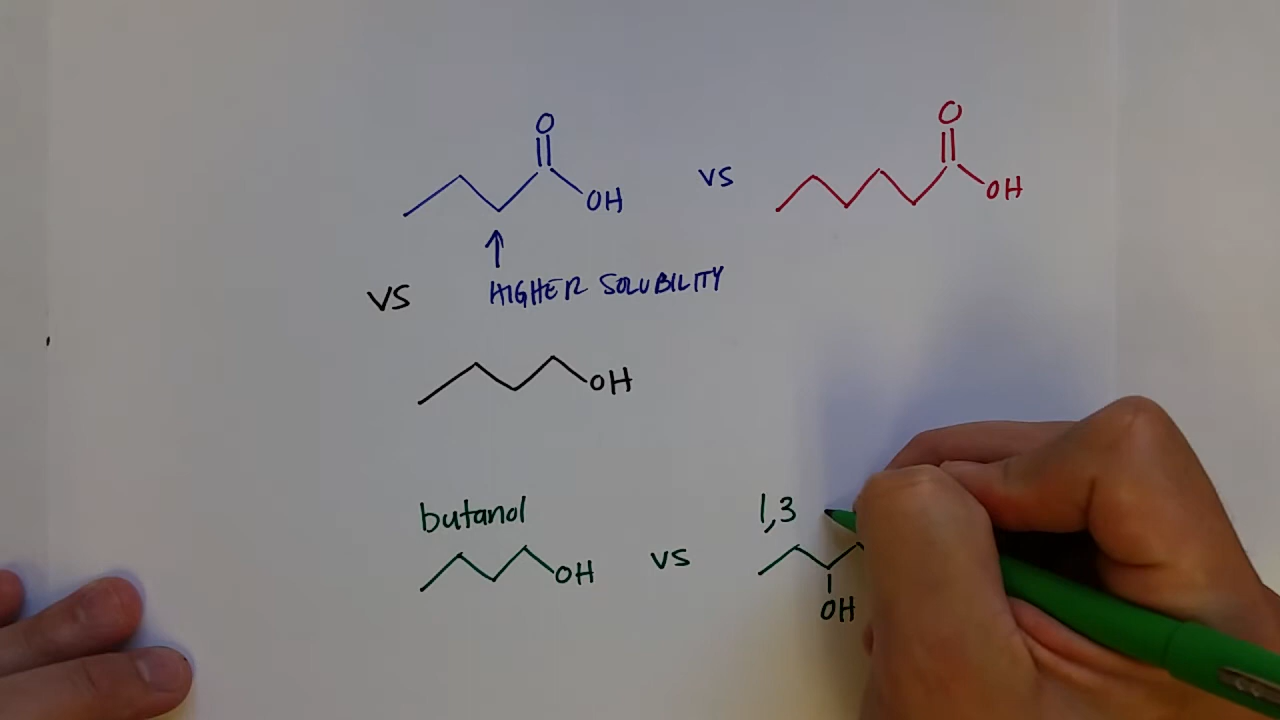 O O
OH vs OH
vs HIGHER SOLUBILITY
OH
butanol 1,3
OH vs
OH